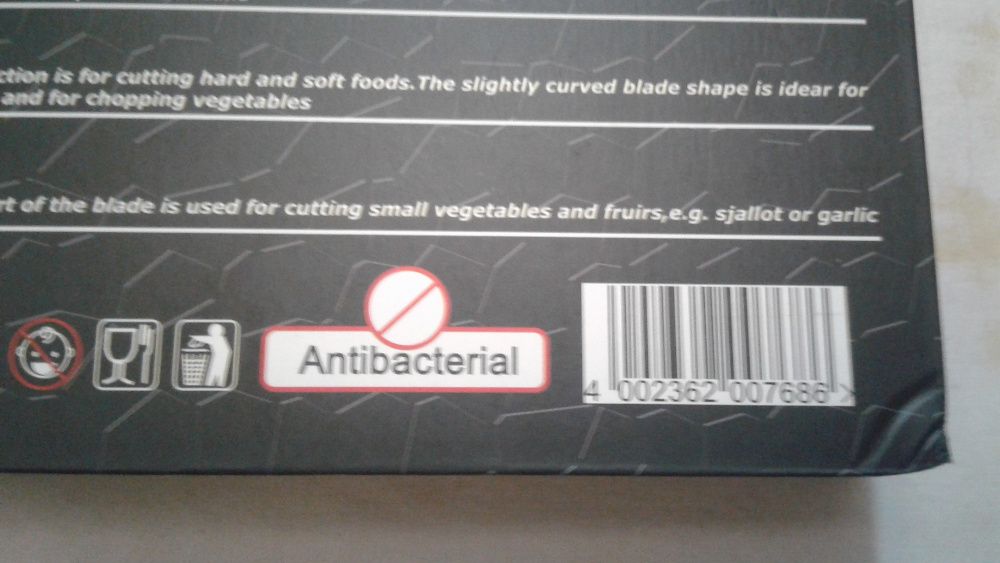 ction is for cutting hard and soft foods.The slightly curved blade shape is idear for
and for chopping vegetables
rt of the blade is used for cutting small vegetables and fruirs,e.g. sjallot or garlic
Antibacterial
4 002362 007686 >